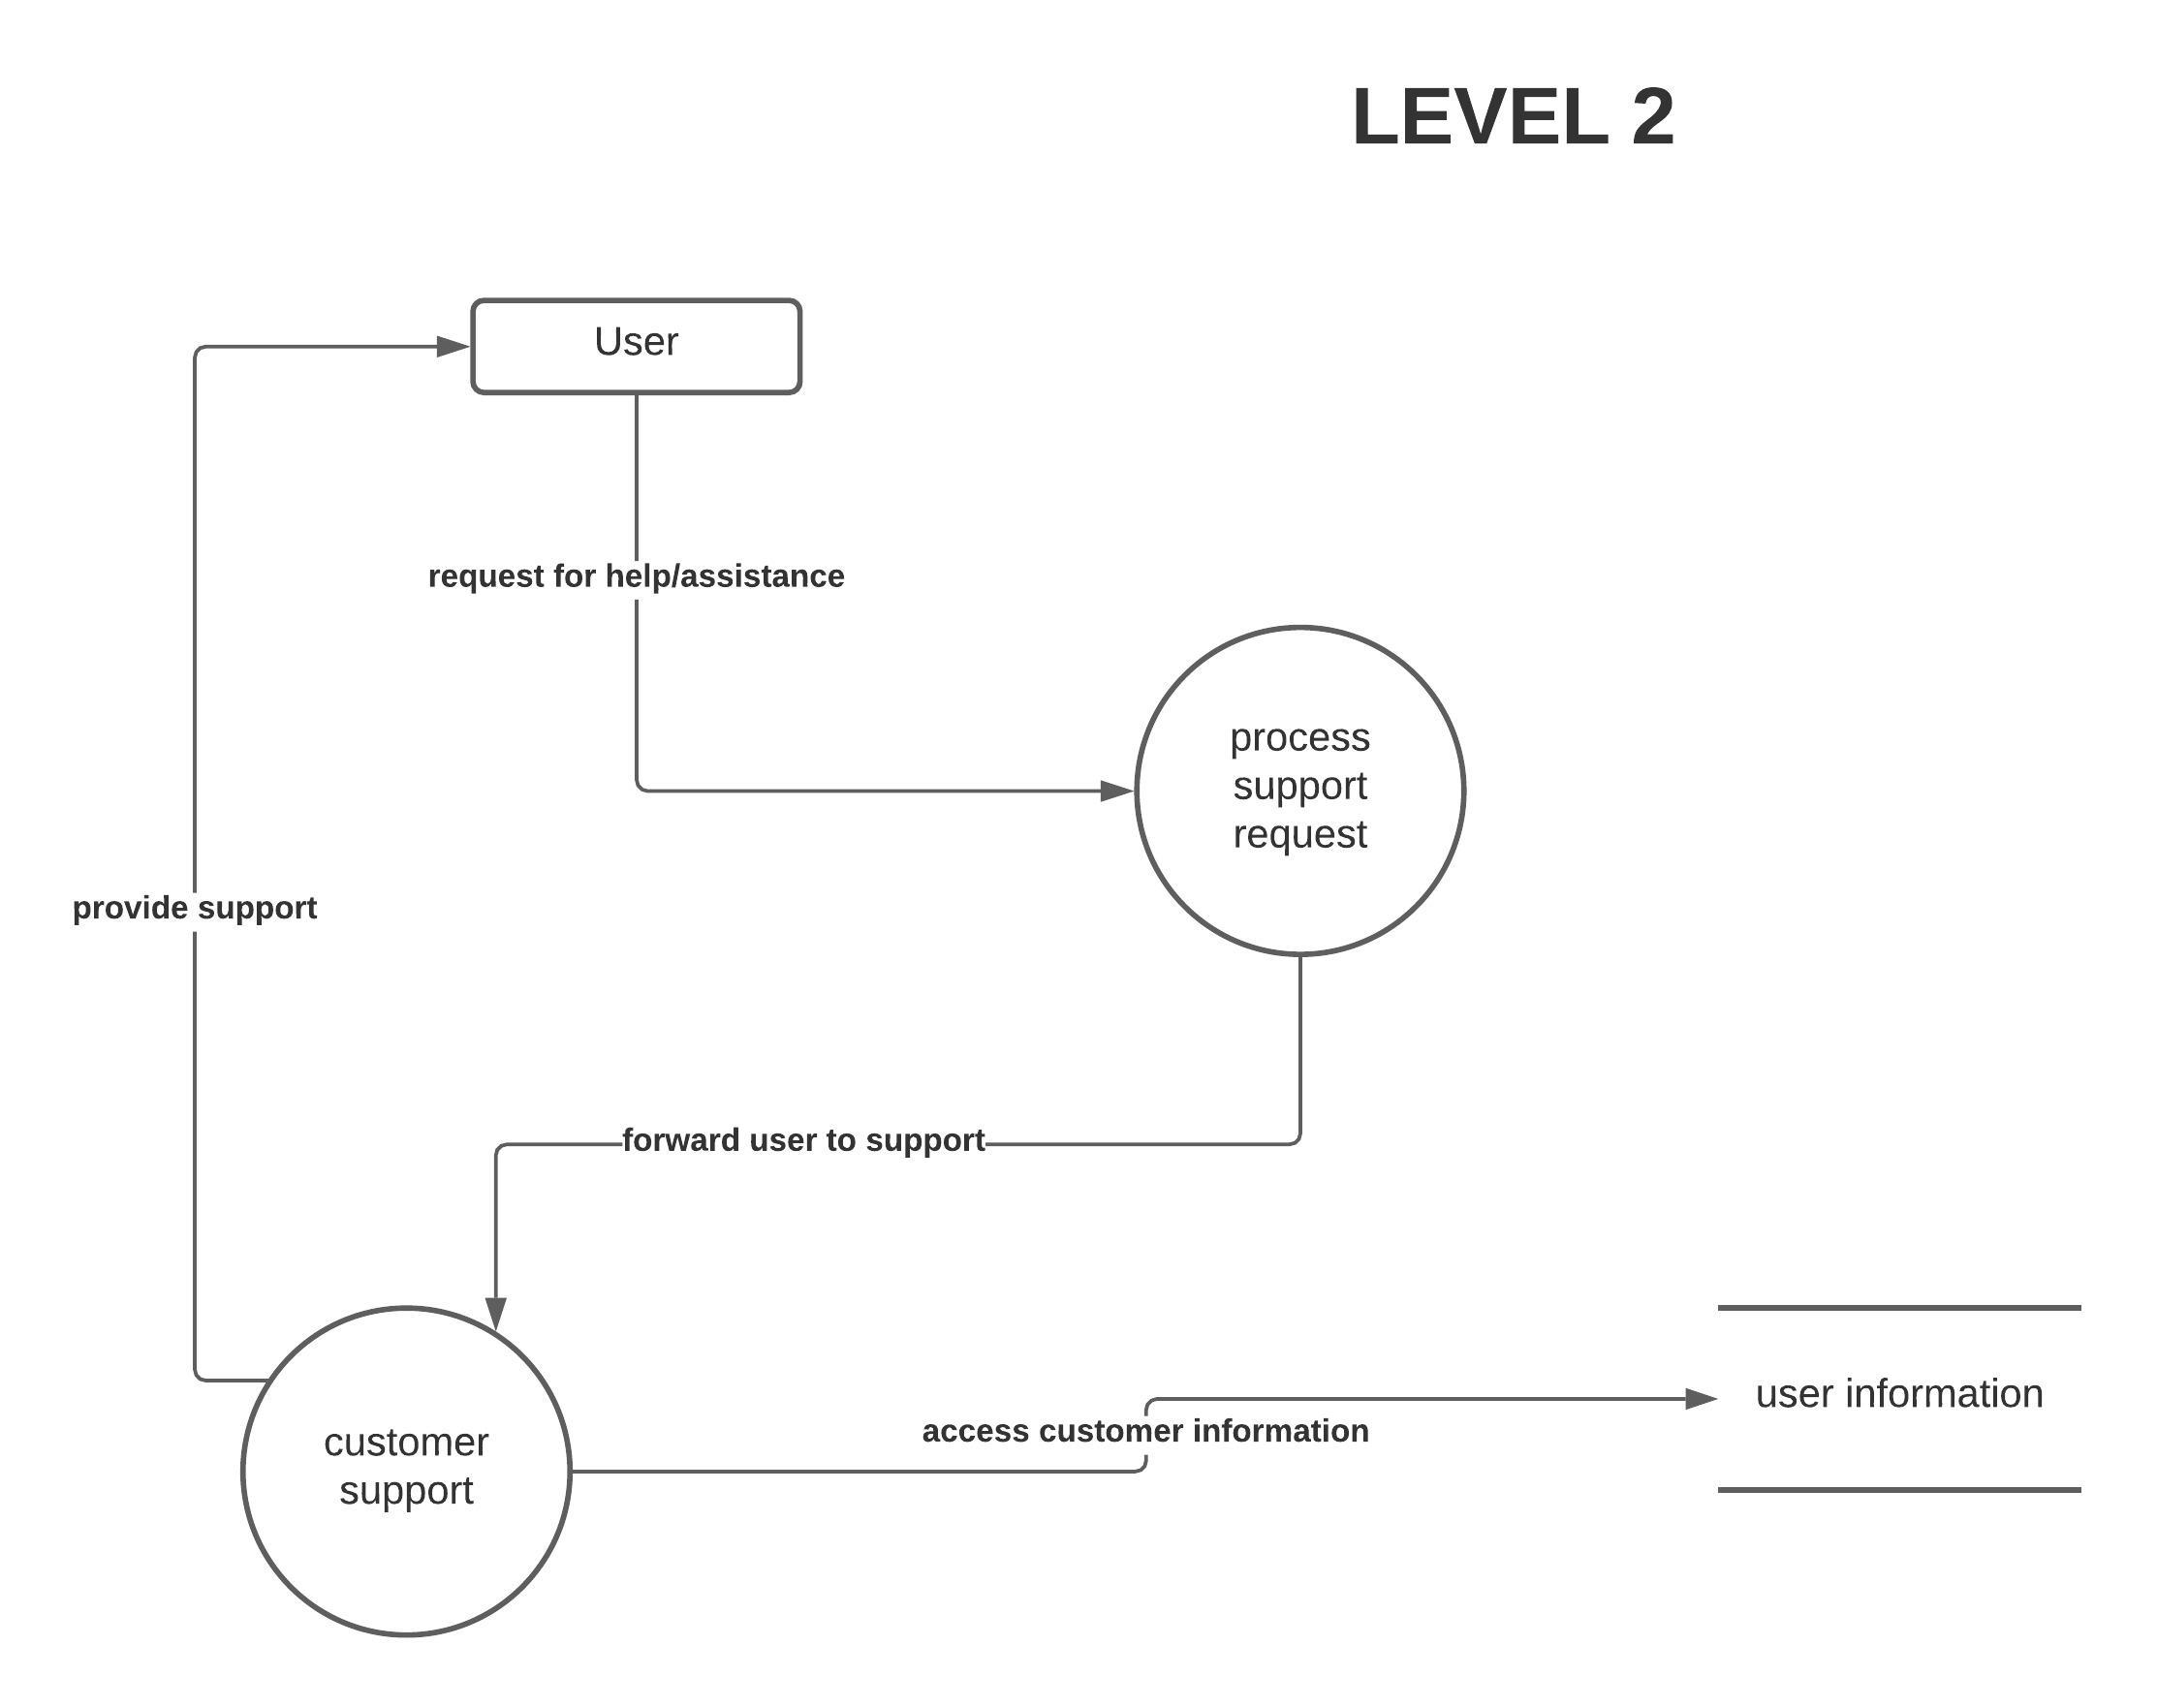 LEVEL 2
User
request for help/assistance
process
support
request
provide support
forward user to support
customer
support
access customer information
user information